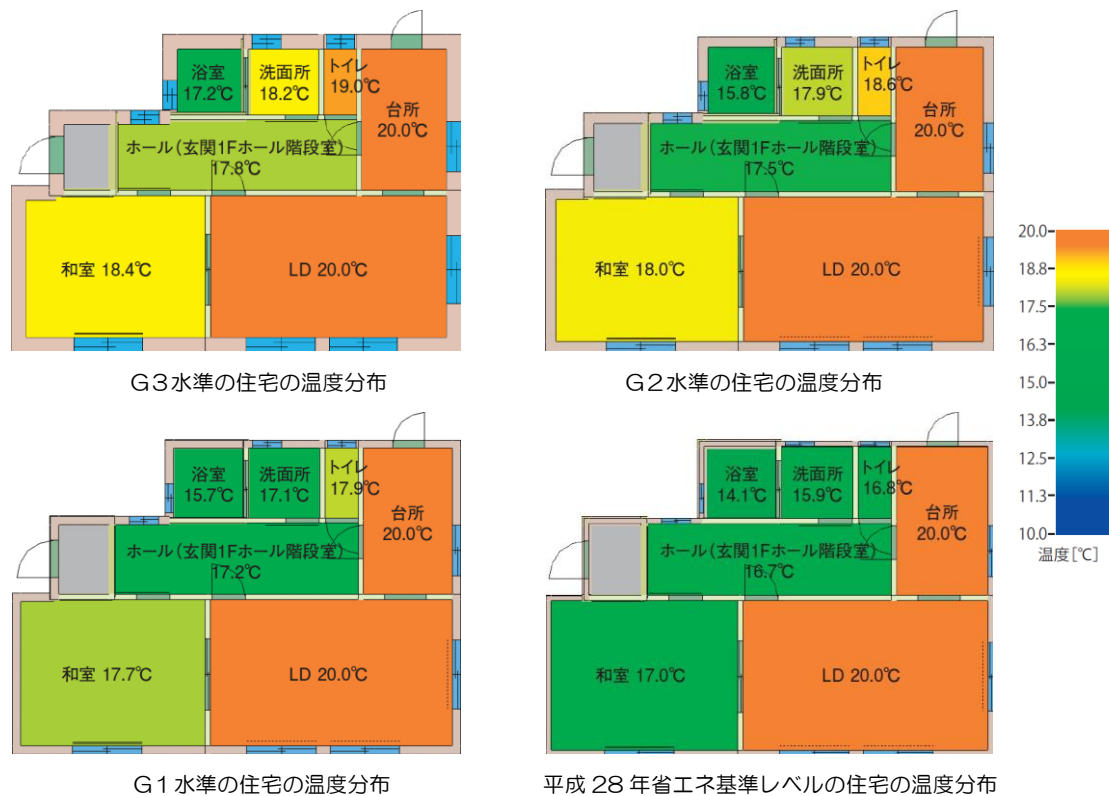 浴室
17.2℃
洗面所
18.2℃
トイレ
19.0℃
台所
20.0℃
ホール(玄関1Fホール階段室)
17.8℃
和室 18.4℃
LD 20.0℃
G3水準の住宅の温度分布
浴室
15.8℃
洗面所
17.9℃
トイレ
18.6℃
台所
20.0℃
ホール(玄関1Fホール階段室)
17.5℃
和室 18.0℃
LD 20.0℃
G2水準の住宅の温度分布
浴室
15.7℃
洗面所
17.1℃
トイレ
17.9℃
台所
20.0℃
ホール(玄関1Fホール階段室)
17.2℃
和室 17.7℃
LD 20.0℃
G1水準の住宅の温度分布
浴室
14.1℃
洗面所
15.9℃
トイレ
16.8℃
台所
20.0℃
ホール(玄関1Fホール階段室)
16.7℃
和室 17.0℃
LD 20.0℃
平成 28 年省エネ基準レベルの住宅の温度分布
20.0
18.8
17.5
16.3
15.0
13.8
12.5
11.3
10.0
温度[℃]